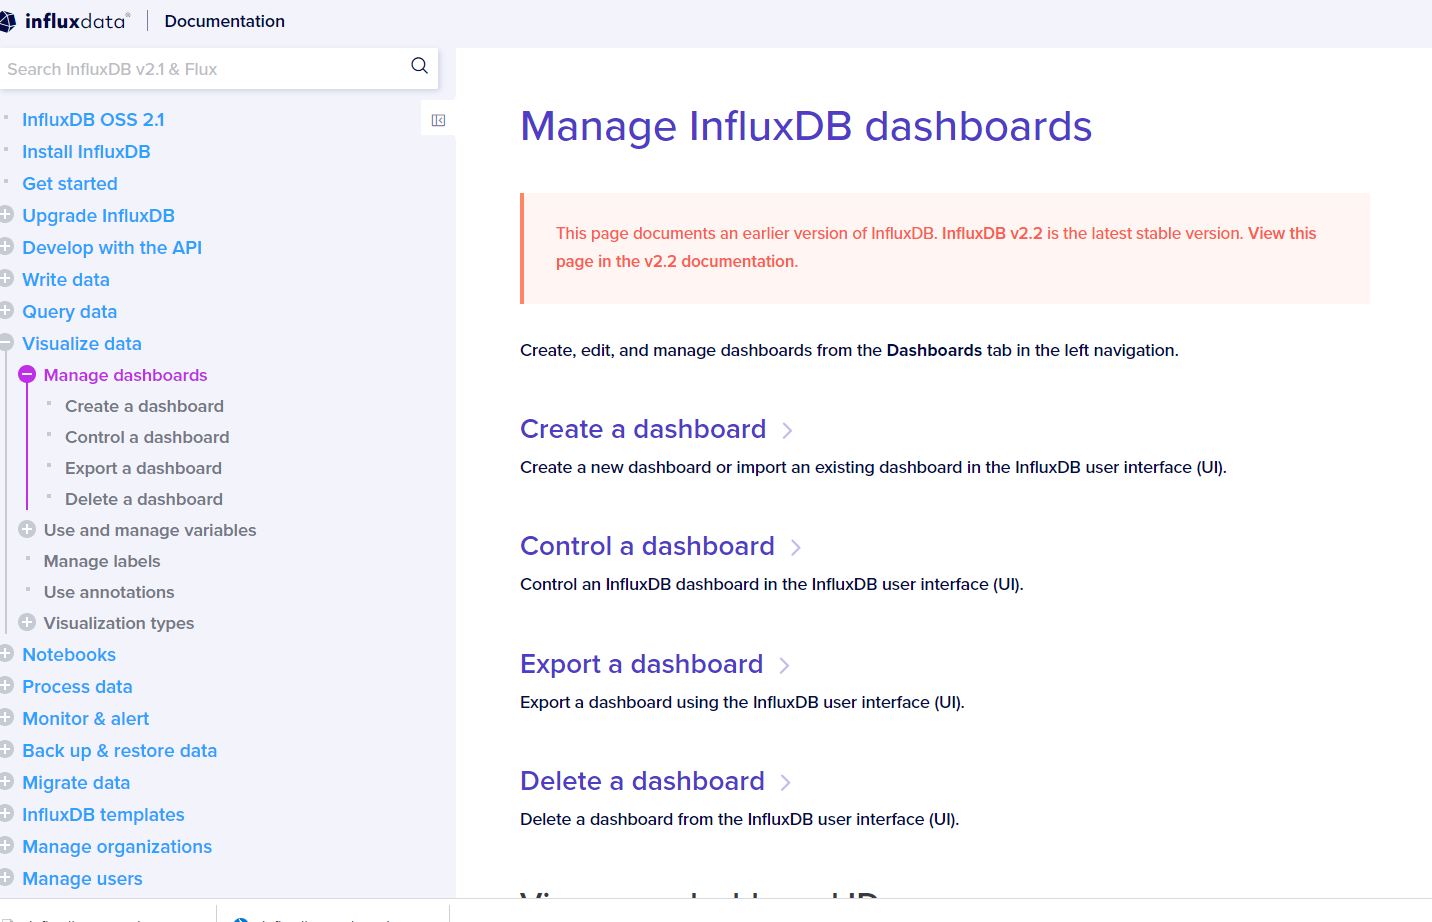 influxdata® Documentation
Search InfluxDB v2.1 & Flux
InfluxDB OSS 2.1
Install InfluxDB
Get started
Upgrade InfluxDB
Develop with the API
Write data
Query data
Visualize data
Manage dashboards
Create a dashboard
Control a dashboard
Export a dashboard
Delete a dashboard
Use and manage variables
Manage labels
Use annotations
Visualization types
Notebooks
Process data
Monitor & alert
Back up & restore data
Migrate data
InfluxDB templates
Manage organizations
Manage users
Manage InfluxDB dashboards
This page documents an earlier version of InfluxDB. InfluxDB v2.2 is the latest stable version. View this
page in the v2.2 documentation.
Create, edit, and manage dashboards from the Dashboards tab in the left navigation.
Create a dashboard
Create a new dashboard or import an existing dashboard in the InfluxDB user interface (UI).
Control a dashboard
Control an InfluxDB dashboard in the InfluxDB user interface (UI).
Export a dashboard
Export a dashboard using the InfluxDB user interface (UI).
Delete a dashboard
Delete a dashboard from the InfluxDB user interface (UI).